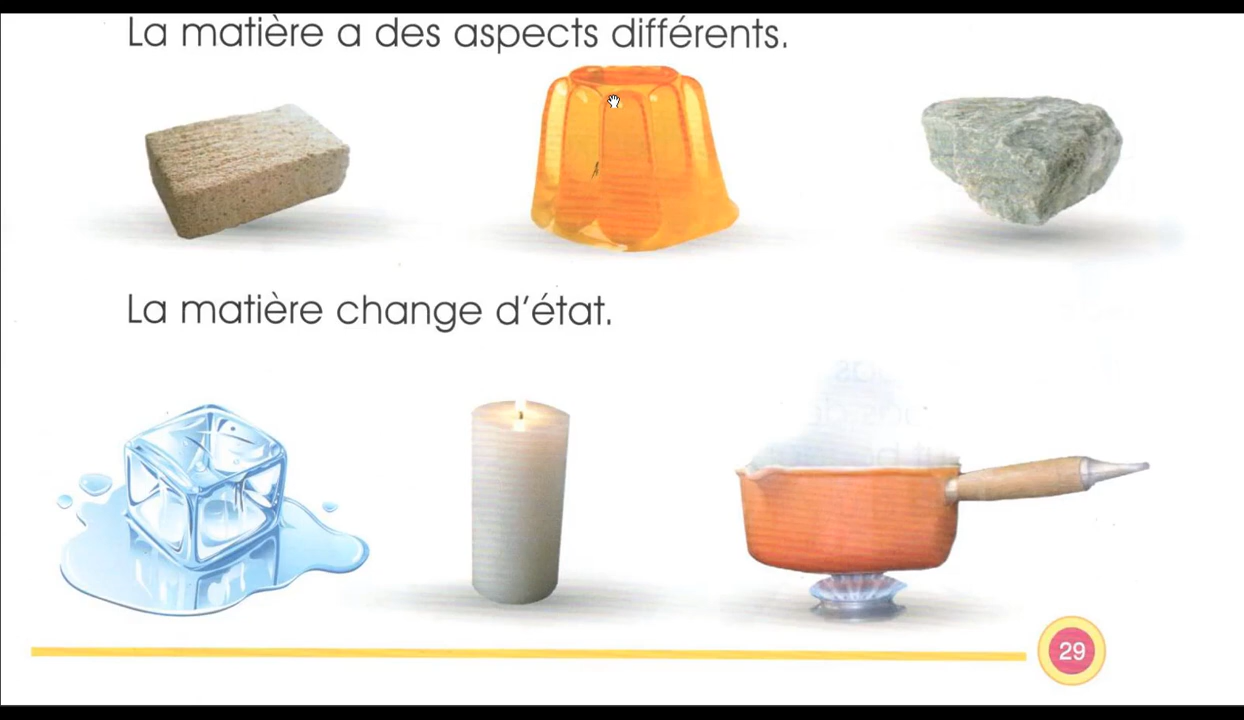 La matière a des aspects différents.
La matière change d'état.
29